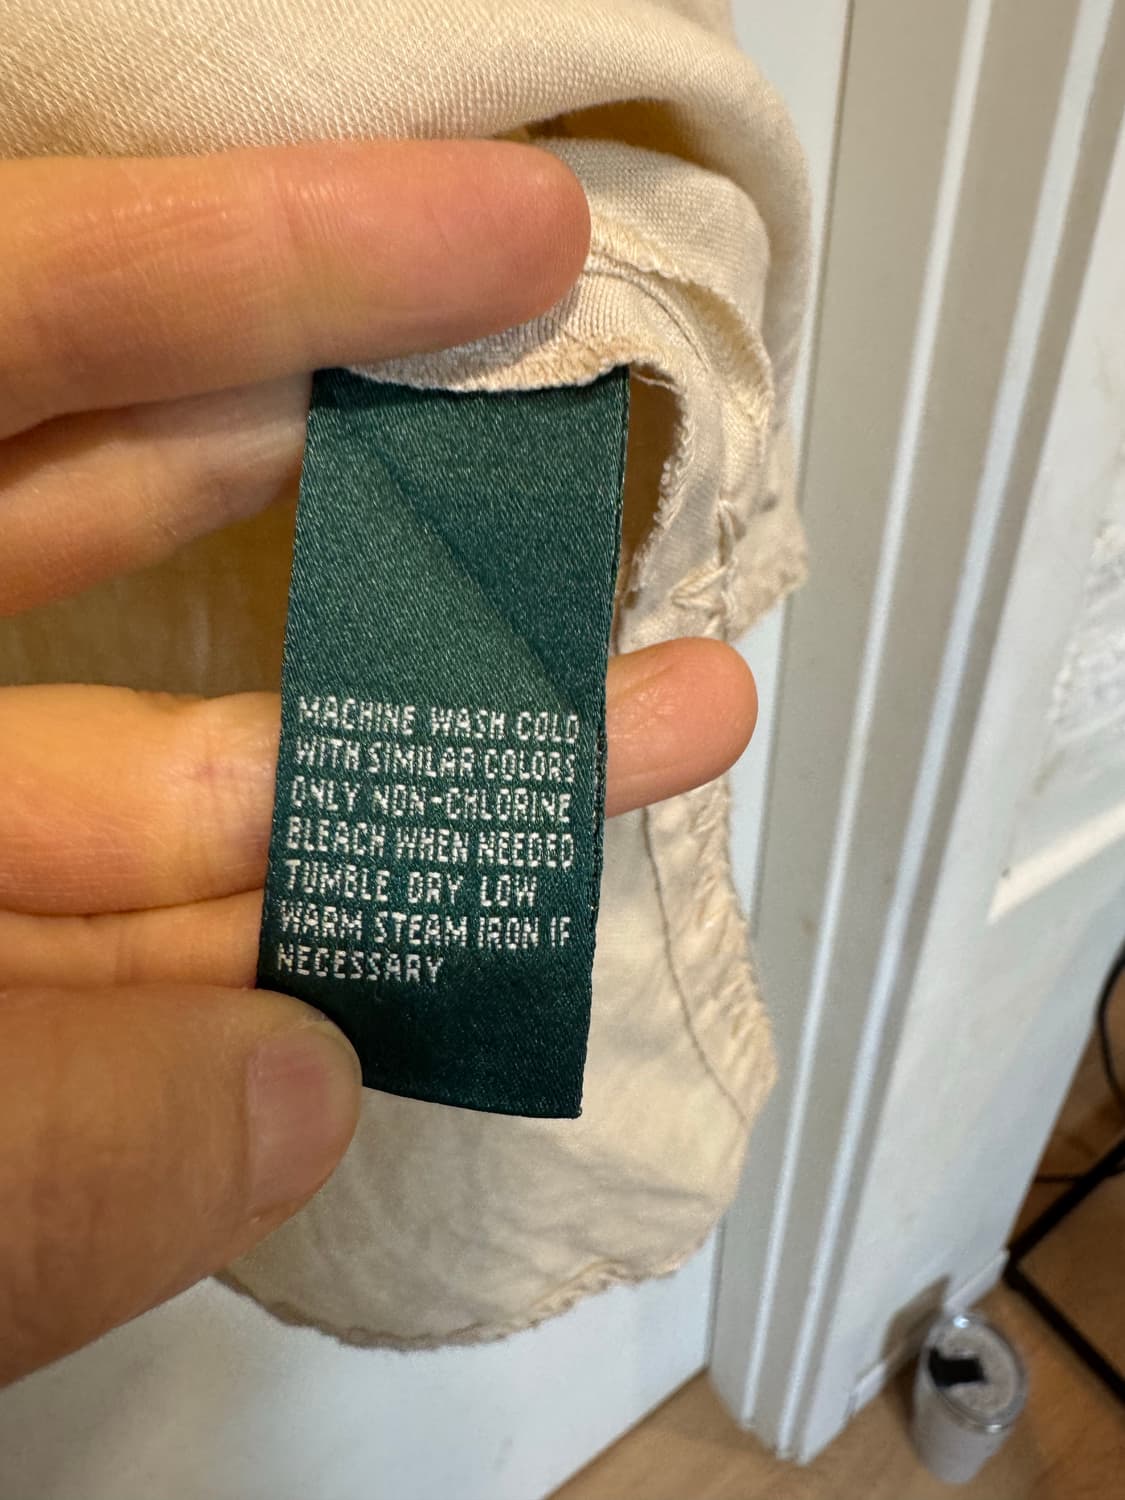 MACHINE WASH COLD
WITH SIMILAR COLORS
ONLY NON-CHLORINE
BLEACH WHEN NEEDED
TUMBLE DRY LOW
WARM STEAM IRON IF
NECESSARY